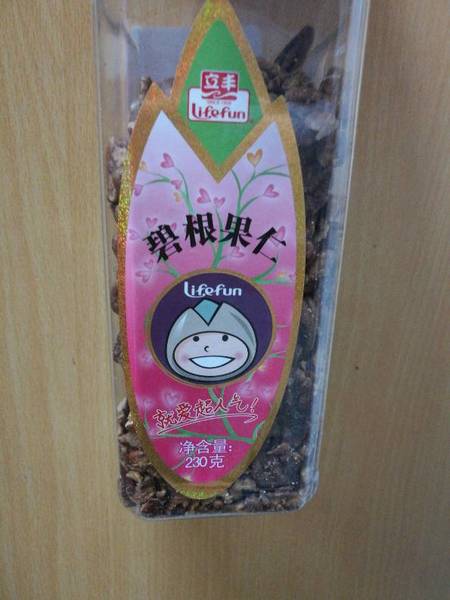 立丰
Lifefun
碧根果仁
Lifefun
就爱超人气!
净含量:
230克